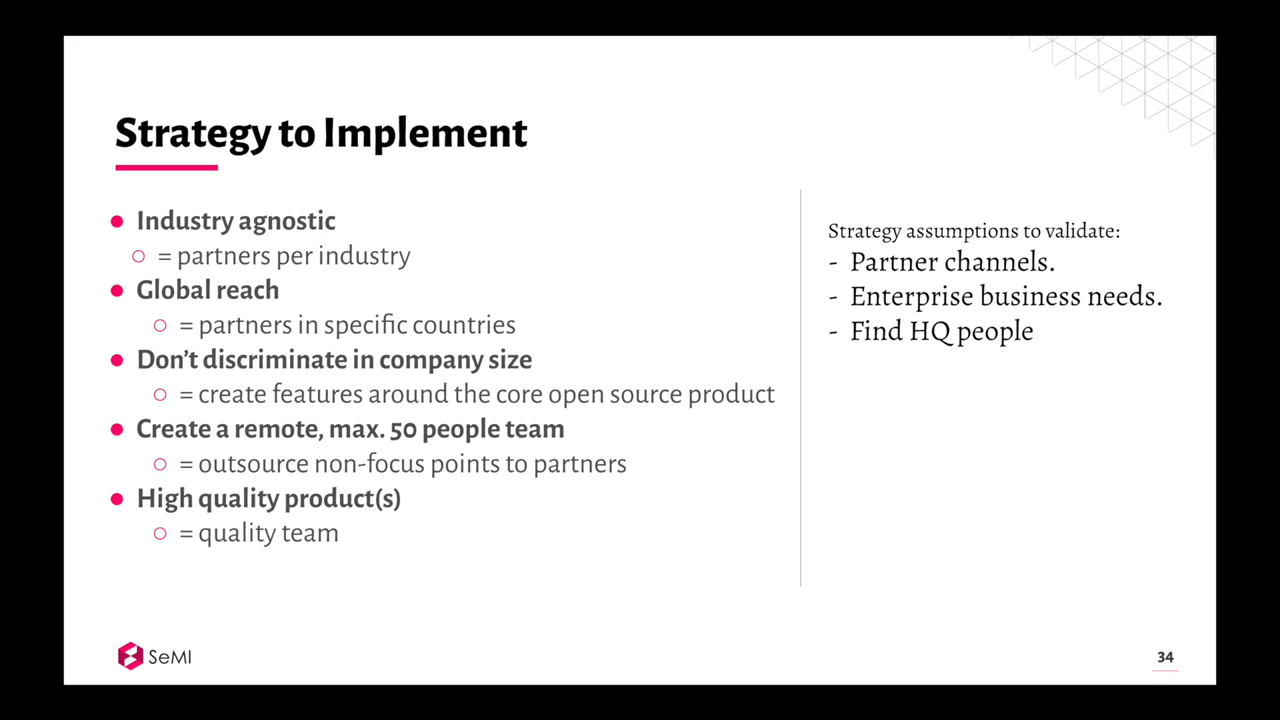 Strategy to Implement
● Industry agnostic
○ = partners per industry
● Global reach
○ = partners in specific countries
● Don’t discriminate in company size
○ = create features around the core open source product
● Create a remote, max. 50 people team
○ = outsource non-focus points to partners
● High quality product(s)
○ = quality team
Strategy assumptions to validate:
- Partner channels.
- Enterprise business needs.
- Find HQ people
SeMI
34